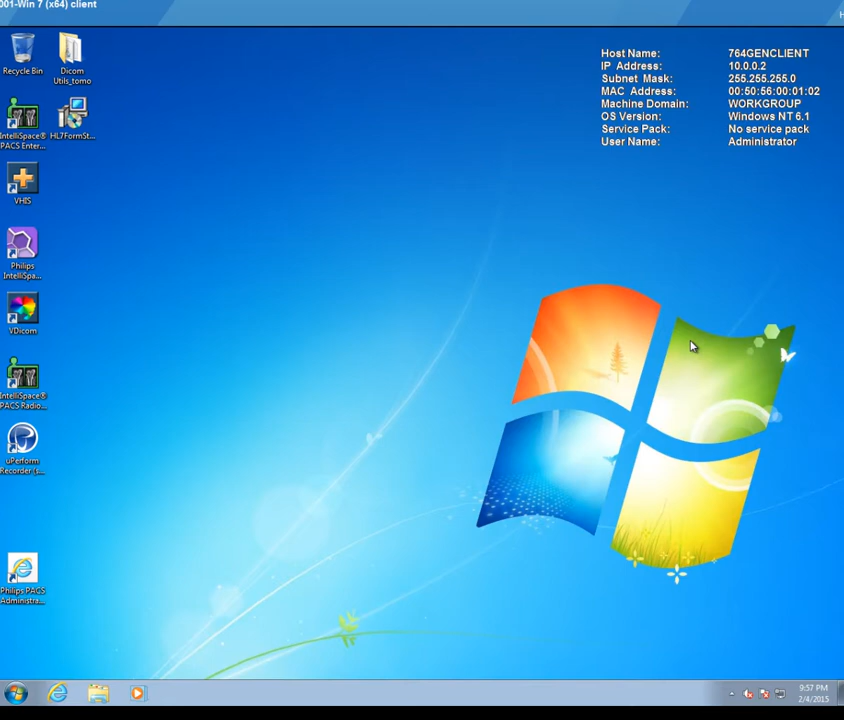 001-Win 7 (x64) client
Host Name: 764GENCLIENT
IP Address: 10.0.0.2
Subnet Mask: 255.255.255.0
MAC Address: 00:50:56:00:01:02
Machine Domain: WORKGROUP
OS Version: Windows NT 6.1
Service Pack: No service pack
User Name: Administrator
Recycle Bin
Dicom
Utils_tomo
IntelliSpace®
PACS Enter...
HL7FormSt...
VHIS
Philips
IntelliSpa...
VDicom
IntelliSpace®
PACS Radio...
uPerform
Recorder (s...
Philips PACS
Administra...
9:57 PM
2/4/2015